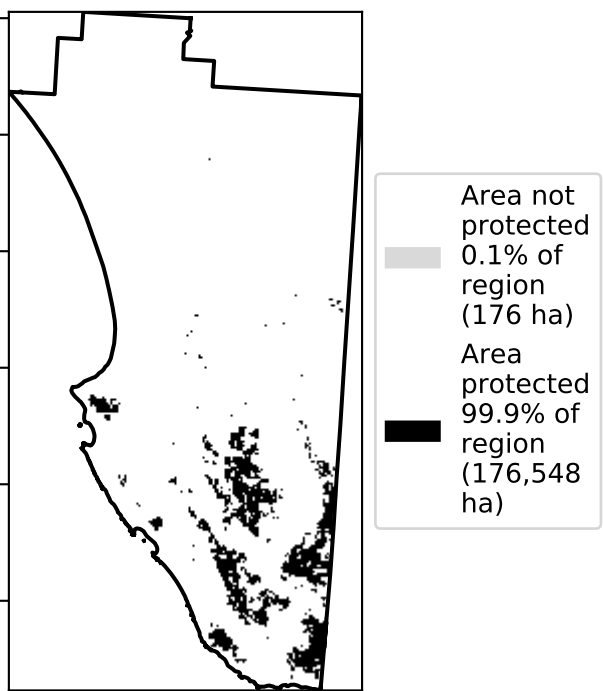 Area not
protected
0.1% of
region
(176 ha)
Area
protected
99.9% of
region
(176,548
ha)